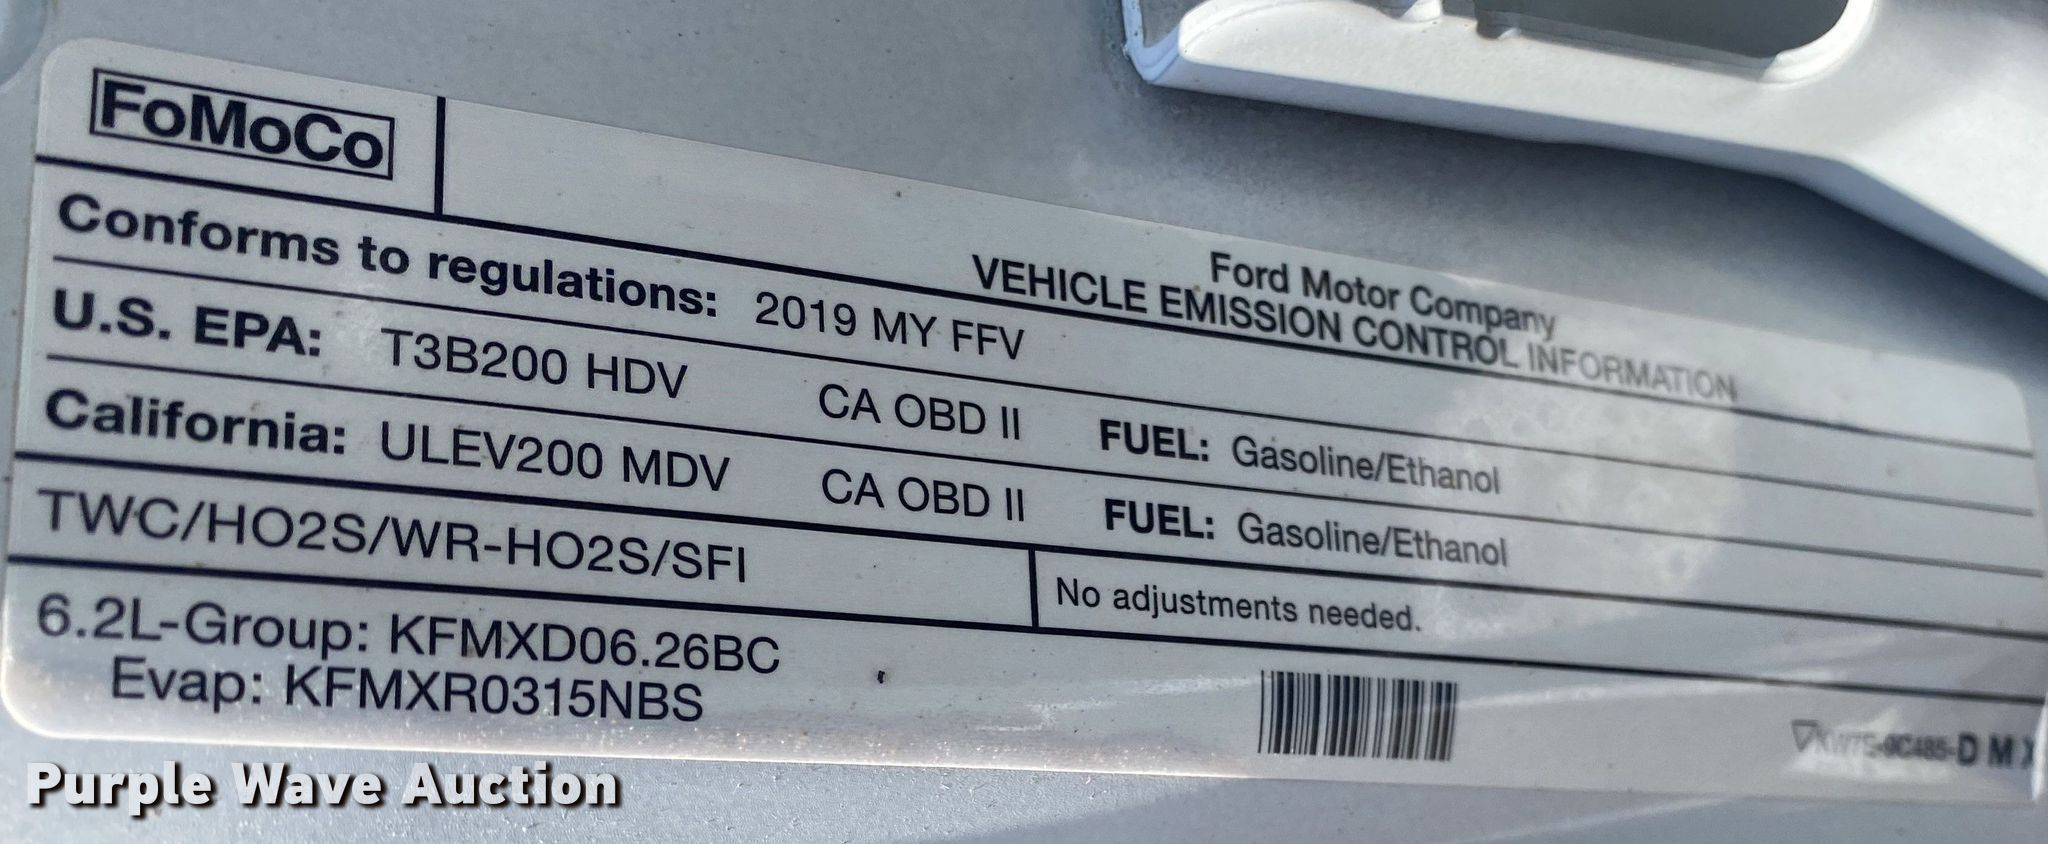 FoMoCo
Ford Motor Company
VEHICLE EMISSION CONTROL INFORMATION
Conforms to regulations: 2019 MY FFV
U.S. EPA: T3B200 HDV CA OBD II FUEL: Gasoline/Ethanol
California: ULEV200 MDV CA OBD II FUEL: Gasoline/Ethanol
TWC/HO2S/WR-HO2S/SFI
No adjustments needed.
6.2L-Group: KFMXD06.26BC
Evap: KFMXR0315NBS
D M X
Purple Wave Auction